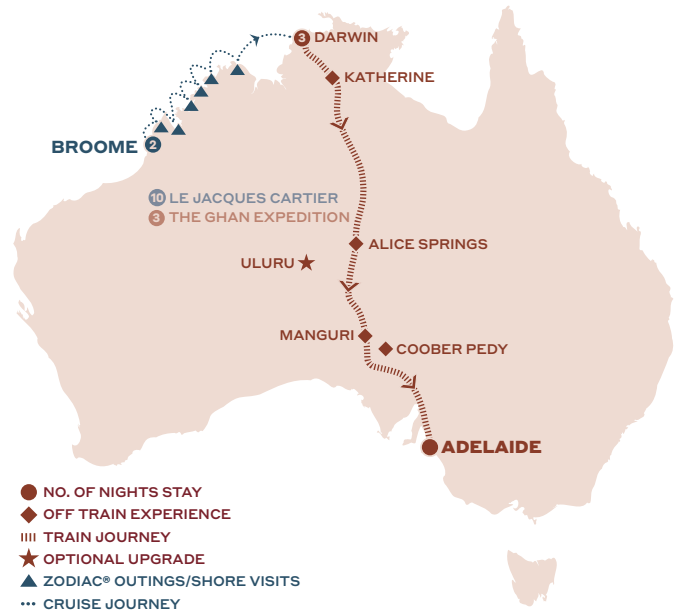 3 DARWIN
KATHERINE
BROOME 2
10 LE JACQUES CARTIER
3 THE GHAN EXPEDITION
ALICE SPRINGS
ULURU
MANGURI
COOBER PEDY
ADELAIDE
NO. OF NIGHTS STAY
OFF TRAIN EXPERIENCE
TRAIN JOURNEY
OPTIONAL UPGRADE
ZODIAC® OUTINGS/SHORE VISITS
CRUISE JOURNEY